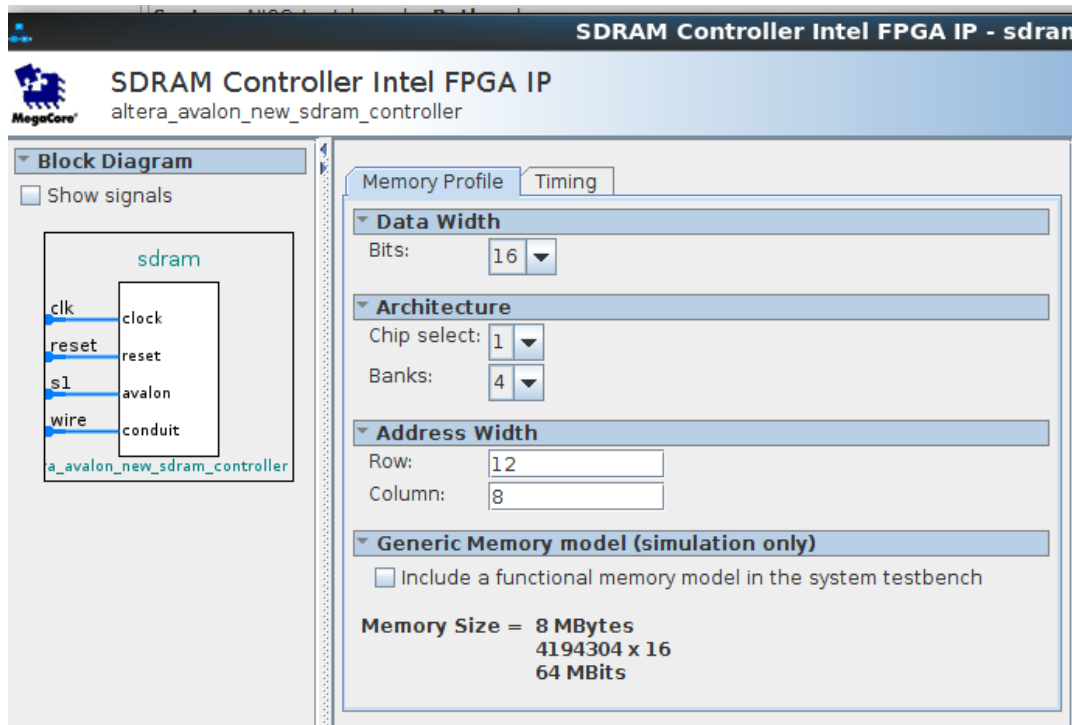 SDRAM Controller Intel FPGA IP - sdran
SDRAM Controller Intel FPGA IP
altera_avalon_new_sdram_controller
MegaCore®
Block Diagram
Show signals
sdram
clk
clock
reset
reset
s1
avalon
wire
conduit
a_avalon_new_sdram_controller
Memory Profile
Timing
Data Width
Bits: 16
Architecture
Chip select: 1
Banks: 4
Address Width
Row: 12
Column: 8
Generic Memory model (simulation only)
Include a functional memory model in the system testbench
Memory Size = 8 MBytes
4194304 x 16
64 MBits